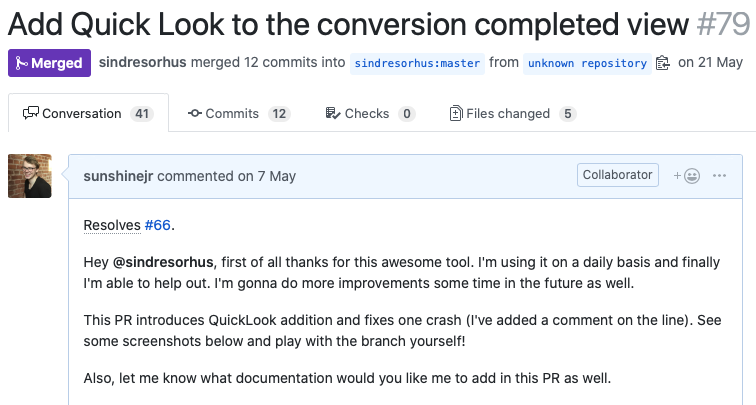 Add Quick Look to the conversion completed view #79
Merged sindresorhus merged 12 commits into sindresorhus:master from unknown repository on 21 May
Conversation 41 Commits 12 Checks 0 Files changed 5
sunshinejr commented on 7 May Collaborator
Resolves #66.
Hey @sindresorhus, first of all thanks for this awesome tool. I'm using it on a daily basis and finally
I'm able to help out. I'm gonna do more improvements some time in the future as well.
This PR introduces QuickLook addition and fixes one crash (I've added a comment on the line). See
some screenshots below and play with the branch yourself!
Also, let me know what documentation would you like me to add in this PR as well.